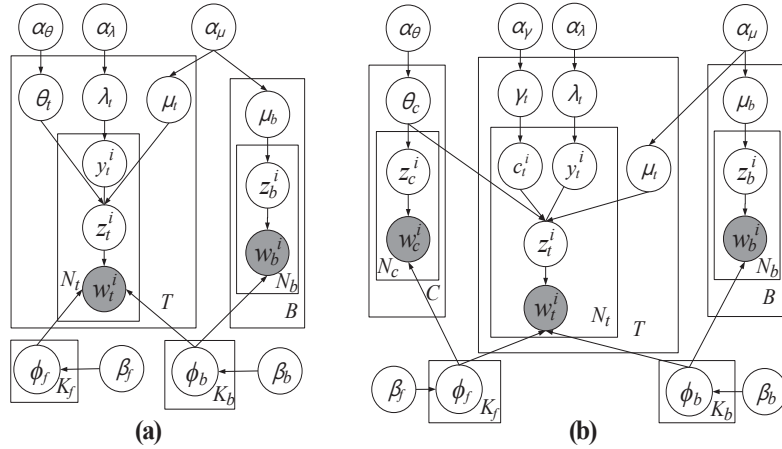 α_θ α_λ α_μ
θ_t λ_t μ_t μ_b
y_t^i z_b^i
z_t^i
w_t^i w_b^i
N_t T N_b B
ϕ_f K_f β_f ϕ_b K_b β_b
(a)
α_θ α_γ α_λ α_μ
θ_c γ_t λ_t μ_b
z_c^i c_t^i y_t^i μ_t z_b^i
w_c^i z_t^i w_b^i
N_c C w_t^i N_t T N_b B
β_f ϕ_f K_f ϕ_b K_b β_b
(b)